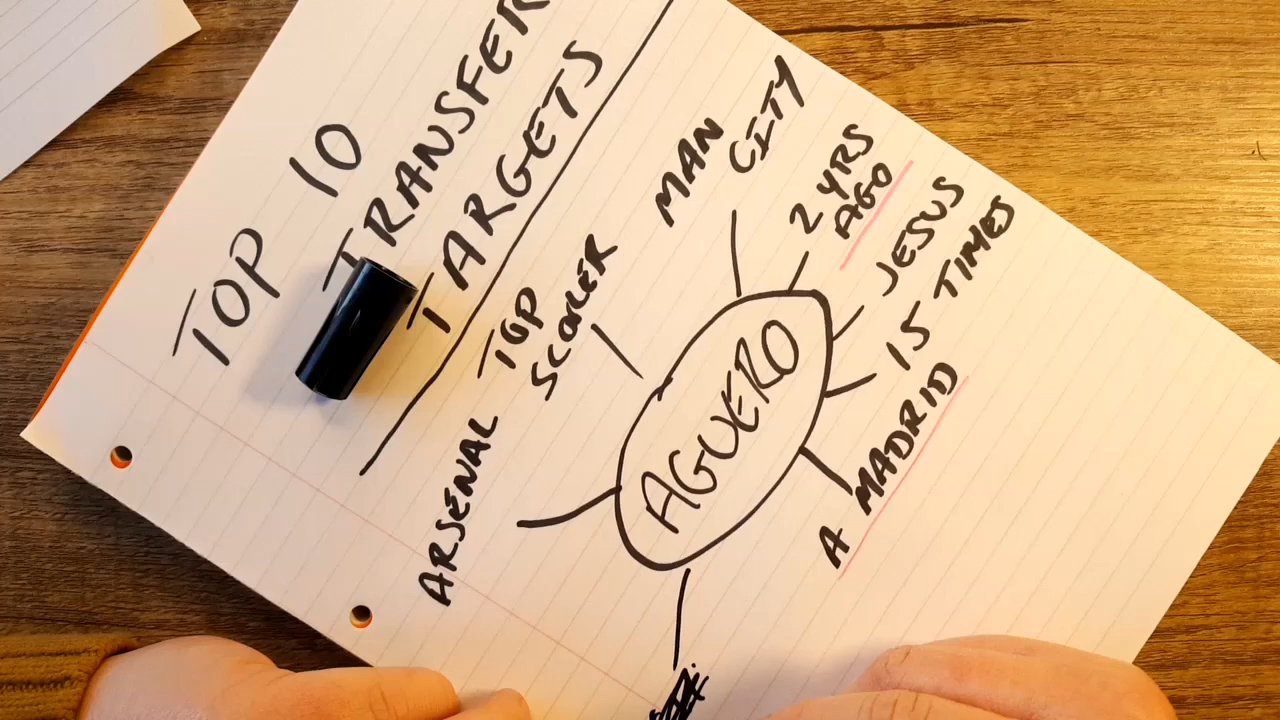 TOP 10
TRANSFER
TARGETS
ARSENAL
TOP
SCORER
MAN
CITY
2 YRS
AGO
JESUS
15 TIMES
A MADRID
AGUERO